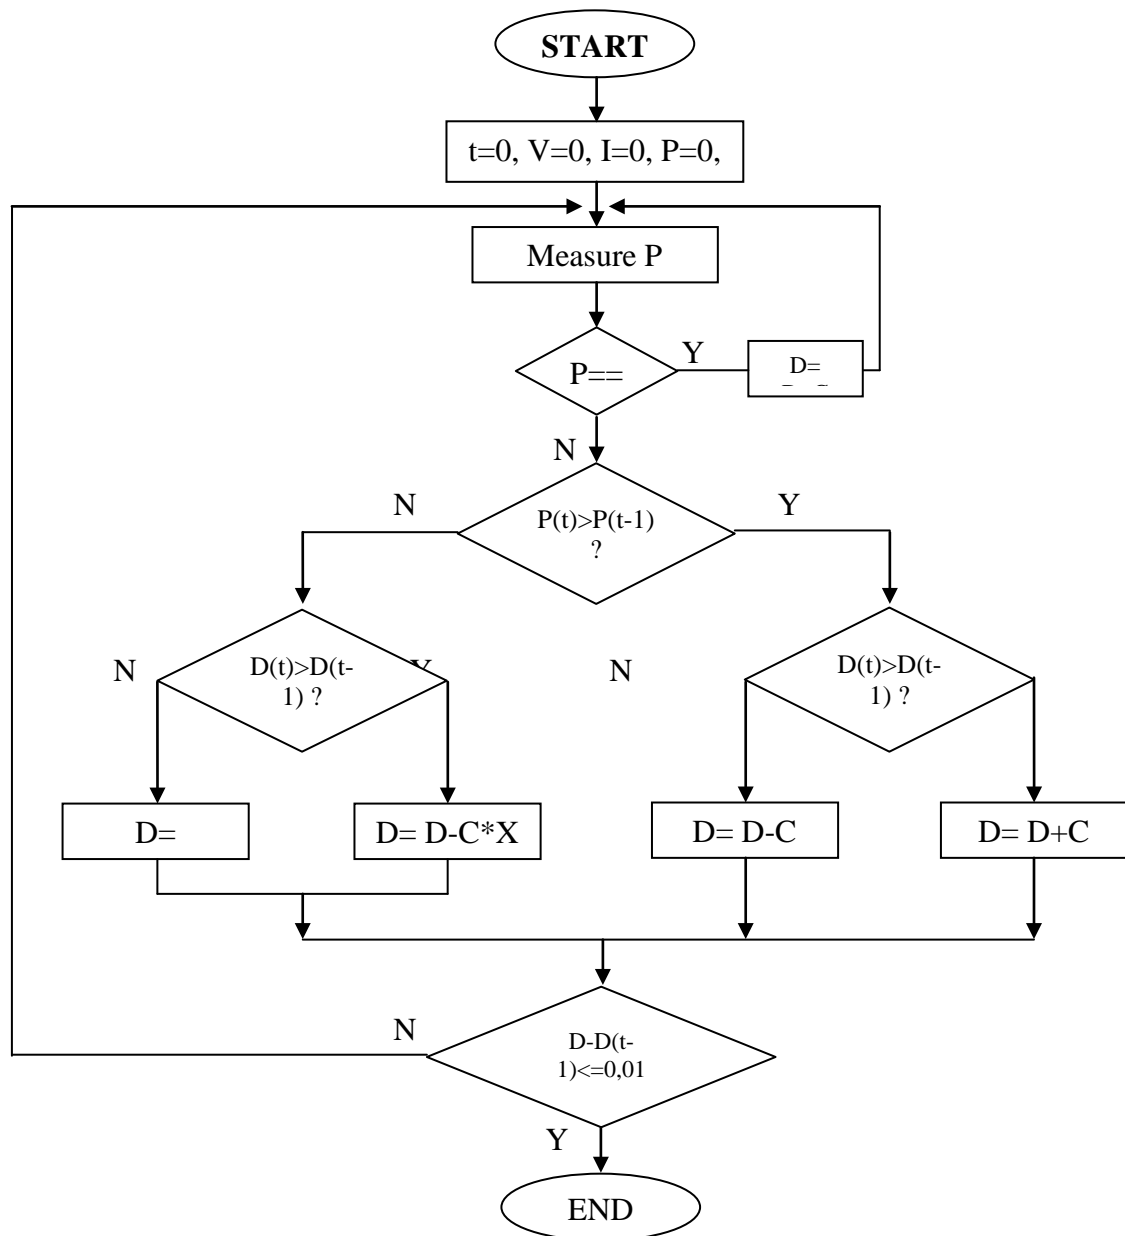 START
t=0, V=0, I=0, P=0,
Measure P
P==
Y
D=
N
P(t)>P(t-1)
?
N
Y
D(t)>D(t-
1) ?
N
D(t)>D(t-
1) ?
N
D=
D= D-C*X
D= D-C
D= D+C
D-D(t-
1)<=0,01
N
Y
END